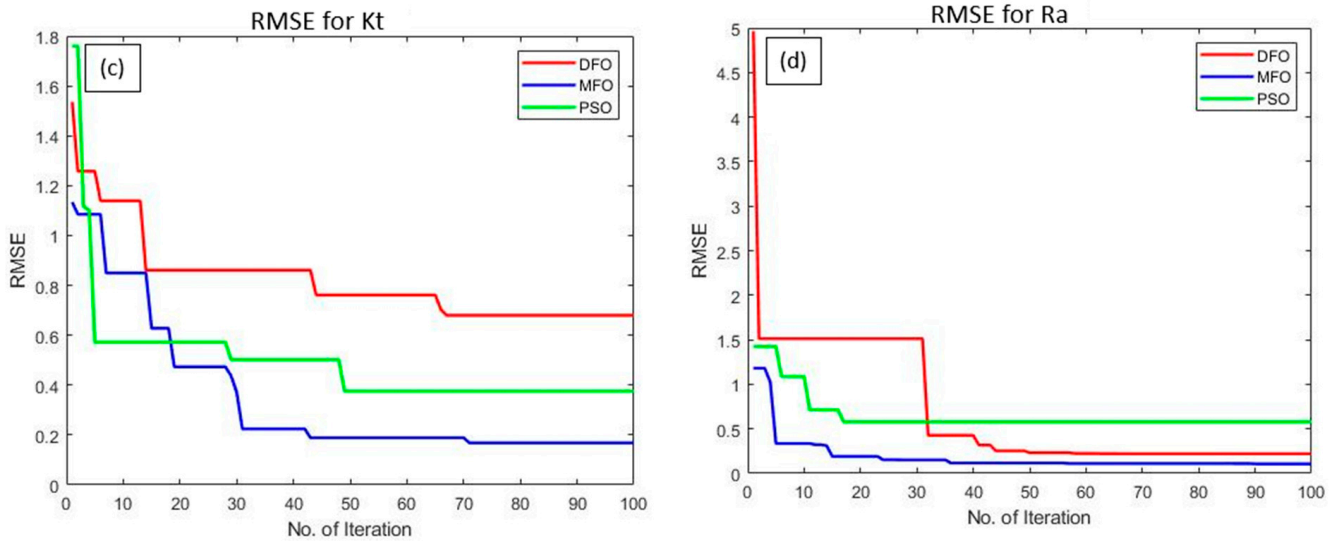 RMSE for Kt
(c)
DFO
MFO
PSO
1.8
1.6
1.4
1.2
1
0.8
0.6
0.4
0.2
0
RMSE
0 10 20 30 40 50 60 70 80 90 100
No. of Iteration
RMSE for Ra
(d)
DFO
MFO
PSO
5
4.5
4
3.5
3
2.5
2
1.5
1
0.5
0
RMSE
0 10 20 30 40 50 60 70 80 90 100
No. of Iteration